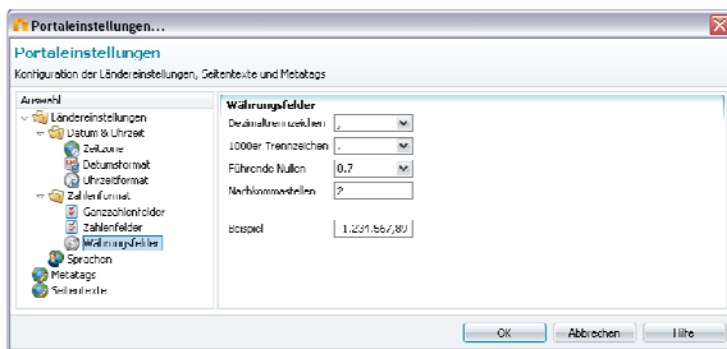 Portaleinstellungen...
Portaleinstellungen
Konfiguration der Ländereinstellungen, Seitentexte und Metatags
Auswahl
Ländereinstellungen
Datum & Uhrzeit
Zeitzone
Datumsformat
Uhrzeitformat
Zahlenformat
Ganzzahlenfelder
Zahlenfelder
Währungsfelder
Sprachen
Metatags
Seitentexte
Währungsfelder
Dezimaltrennzeichen ,
1000er Trennzeichen .
Führende Nullen 0.7
Nachkommastellen 2
Beispiel 1.234.567,89
OK Abbrechen Hilfe